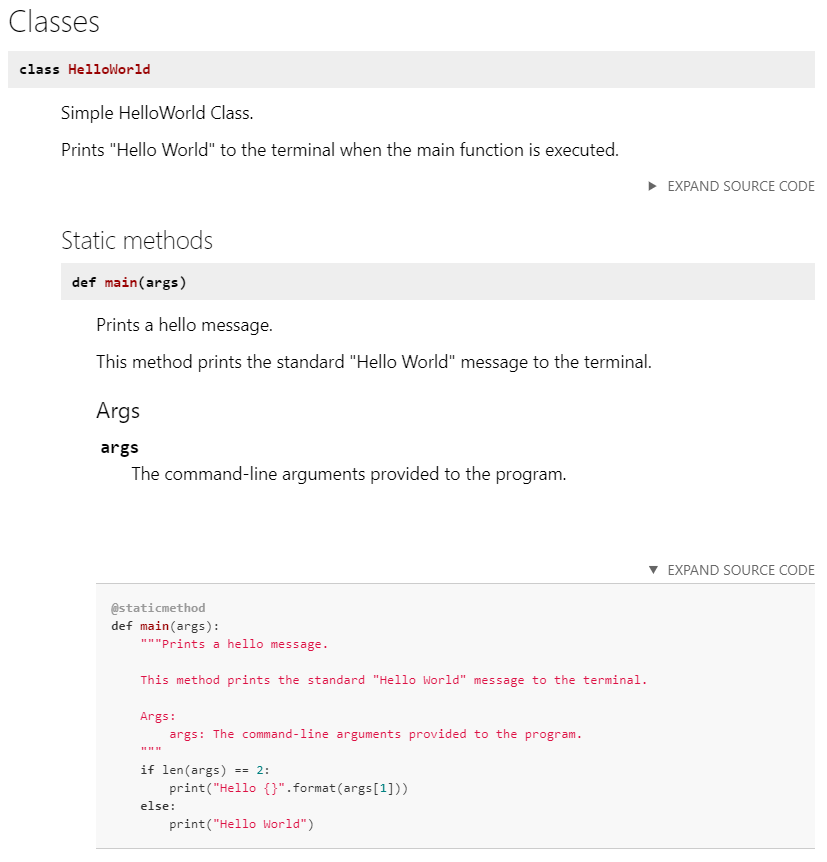 Classes
class HelloWorld
Simple HelloWorld Class.
Prints "Hello World" to the terminal when the main function is executed.
▶ EXPAND SOURCE CODE
Static methods
def main(args)
Prints a hello message.
This method prints the standard "Hello World" message to the terminal.
Args
args
The command-line arguments provided to the program.
▼ EXPAND SOURCE CODE
@staticmethod
def main(args):
    """Prints a hello message.

    This method prints the standard "Hello World" message to the terminal.

    Args:
        args: The command-line arguments provided to the program.
    """
    if len(args) == 2:
        print("Hello {}".format(args[1]))
    else:
        print("Hello World")